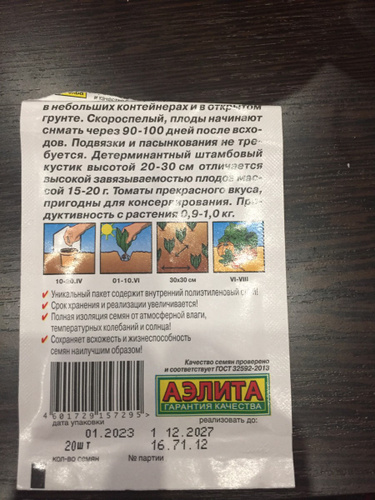 в небольших контейнерах и в открытом
грунте. Скороспелый, плоды начинают
снмать через 90-100 дней после всхо-
дов. Подвязки и пасынкования не тре-
буется. Детерминантный штамбовый
кустик высотой 20-30 см отличается
высокой завязываемостью плодов мас-
сой 15-20 г. Томаты прекрасного вкуса,
пригодны для консервирования. Про-
дуктивность с растения 0,9-1,0 кг.
01-10.VI
30x30 см
VI-VIII
✓ Уникальный пакет содержит внутренний полиэтиленовый слой!
✓ Срок хранения и реализации увеличивается!
✓ Полная изоляция семян от атмосферной влаги,
температурных колебаний и солнца!
✓ Сохраняет всхожесть и жизнеспособность
семян наилучшим образом!
Качество семян проверено
и соответствует ГОСТ 32592-2013
АЭЛИТА
ГАРАНТИЯ КАЧЕСТВА
4601729157295
дата упаковки
реализовать до:
01.2023
1 12.2027
20шт
16.71.12
кол-во семян
№ партии